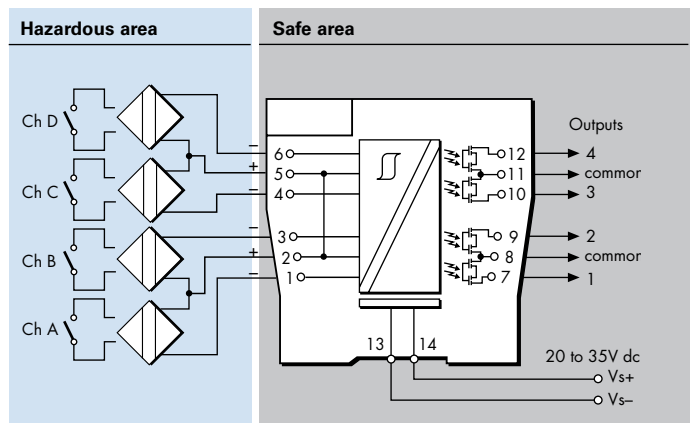 Hazardous area
Safe area
Ch D
Ch C
Ch B
Ch A
−
6
+
5
−
4
−
3
+
2
−
1
12
11
10
9
8
7
Outputs
4
commor
3
2
commor
1
13
14
20 to 35V dc
Vs+
Vs−